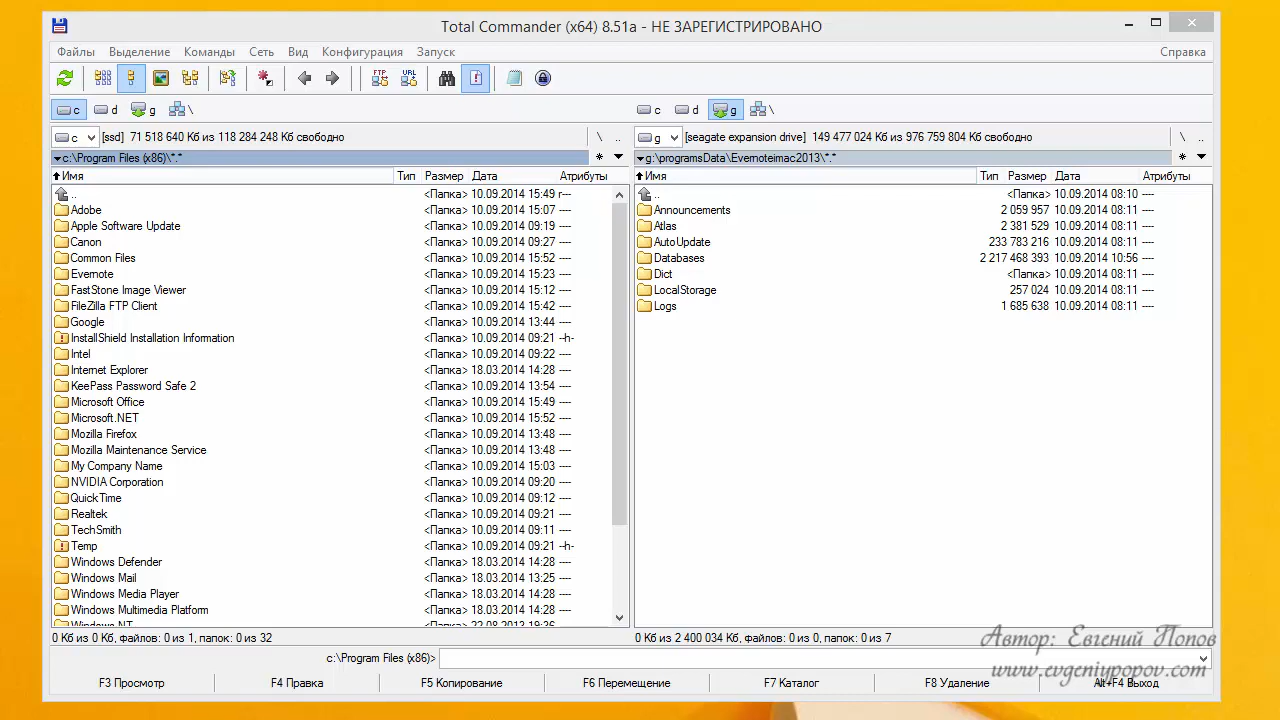 Total Commander (x64) 8.51a - НЕ ЗАРЕГИСТРИРОВАНО
Файлы Выделение Команды Сеть Вид Конфигурация Запуск Справка
FTP URL
c d g \ c d g \
c [ssd] 71 518 640 Кб из 118 284 248 Кб свободно \ .. g [seagate expansion drive] 149 477 024 Кб из 976 759 804 Кб свободно \ ..
c:\Program Files (x86)\*.* * g:\programsData\Evernoteimac2013\*.* *
Имя Тип Размер Дата Атрибуты Имя Тип Размер Дата Атрибуты
.. <Папка> 10.09.2014 15:49 r--- .. <Папка> 10.09.2014 08:10 ----
Adobe <Папка> 10.09.2014 15:07 ---- Announcements 2 059 957 10.09.2014 08:11 ----
Apple Software Update <Папка> 10.09.2014 09:19 ---- Atlas 2 381 529 10.09.2014 08:11 ----
Canon <Папка> 10.09.2014 09:27 ---- AutoUpdate 233 783 216 10.09.2014 08:11 ----
Common Files <Папка> 10.09.2014 15:52 ---- Databases 2 217 468 393 10.09.2014 10:56 ----
Evernote <Папка> 10.09.2014 15:23 ---- Dict <Папка> 10.09.2014 08:11 ----
FastStone Image Viewer <Папка> 10.09.2014 15:12 ---- LocalStorage 257 024 10.09.2014 08:11 ----
FileZilla FTP Client <Папка> 10.09.2014 15:42 ---- Logs 1 685 638 10.09.2014 08:11 ----
Google <Папка> 10.09.2014 13:44 ----
InstallShield Installation Information <Папка> 10.09.2014 09:21 --h-
Intel <Папка> 10.09.2014 09:22 ----
Internet Explorer <Папка> 18.03.2014 14:28 ----
KeePass Password Safe 2 <Папка> 10.09.2014 13:54 ----
Microsoft Office <Папка> 10.09.2014 15:49 ----
Microsoft.NET <Папка> 10.09.2014 15:52 ----
Mozilla Firefox <Папка> 10.09.2014 13:48 ----
Mozilla Maintenance Service <Папка> 10.09.2014 13:48 ----
My Company Name <Папка> 10.09.2014 15:03 ----
NVIDIA Corporation <Папка> 10.09.2014 09:20 ----
QuickTime <Папка> 10.09.2014 09:12 ----
Realtek <Папка> 10.09.2014 09:21 ----
TechSmith <Папка> 10.09.2014 09:11 ----
Temp <Папка> 10.09.2014 09:21 --h-
Windows Defender <Папка> 18.03.2014 14:28 ----
Windows Mail <Папка> 18.03.2014 13:25 ----
Windows Media Player <Папка> 18.03.2014 14:28 ----
Windows Multimedia Platform <Папка> 18.03.2014 14:28 ----
Windows NT <Папка> 22.08.2013 19:36 ----
0 Кб из 0 Кб, файлов: 0 из 1, папок: 0 из 32 0 Кб из 2 400 034 Кб, файлов: 0 из 0, папок: 0 из 7
Автор: Евгений Попов
c:\Program Files (x86)>
www.evgeniypopov.com
F3 Просмотр F4 Правка F5 Копирование F6 Перемещение F7 Каталог F8 Удаление Alt+F4 Выход